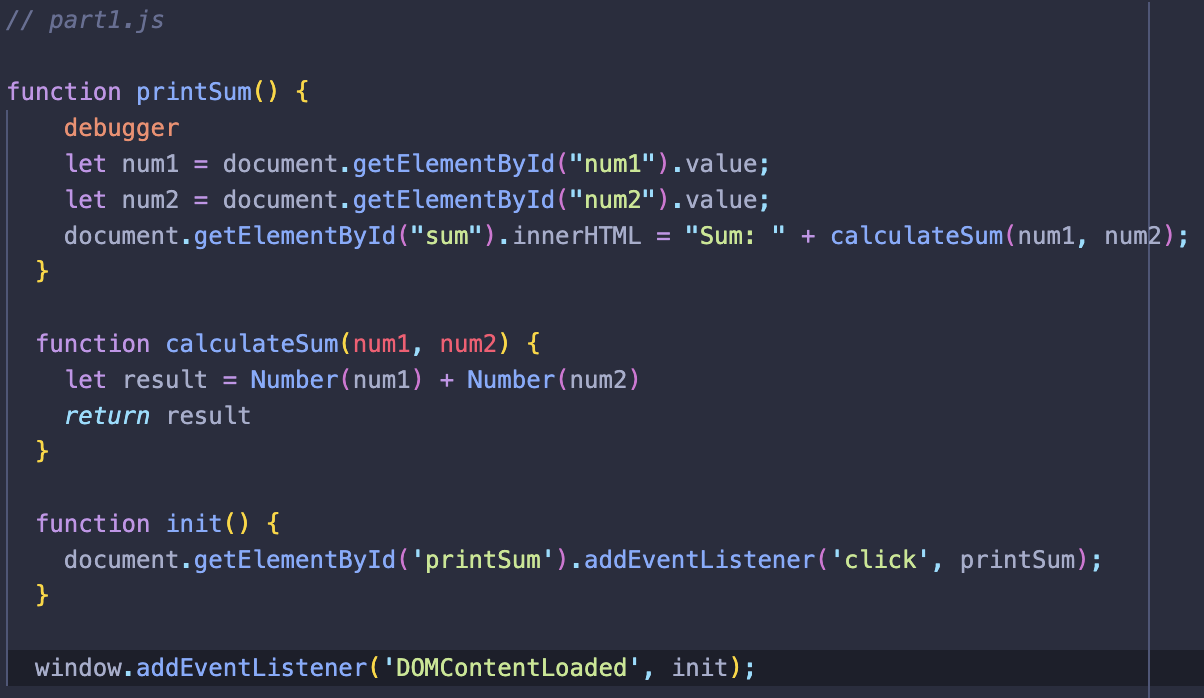 // part1.js
function printSum() {
debugger
let num1 = document.getElementById("num1").value;
let num2 = document.getElementById("num2").value;
document.getElementById("sum").innerHTML = "Sum: " + calculateSum(num1, num2);
}
function calculateSum(num1, num2) {
let result = Number(num1) + Number(num2)
return result
}
function init() {
document.getElementById('printSum').addEventListener('click', printSum);
}
window.addEventListener('DOMContentLoaded', init);